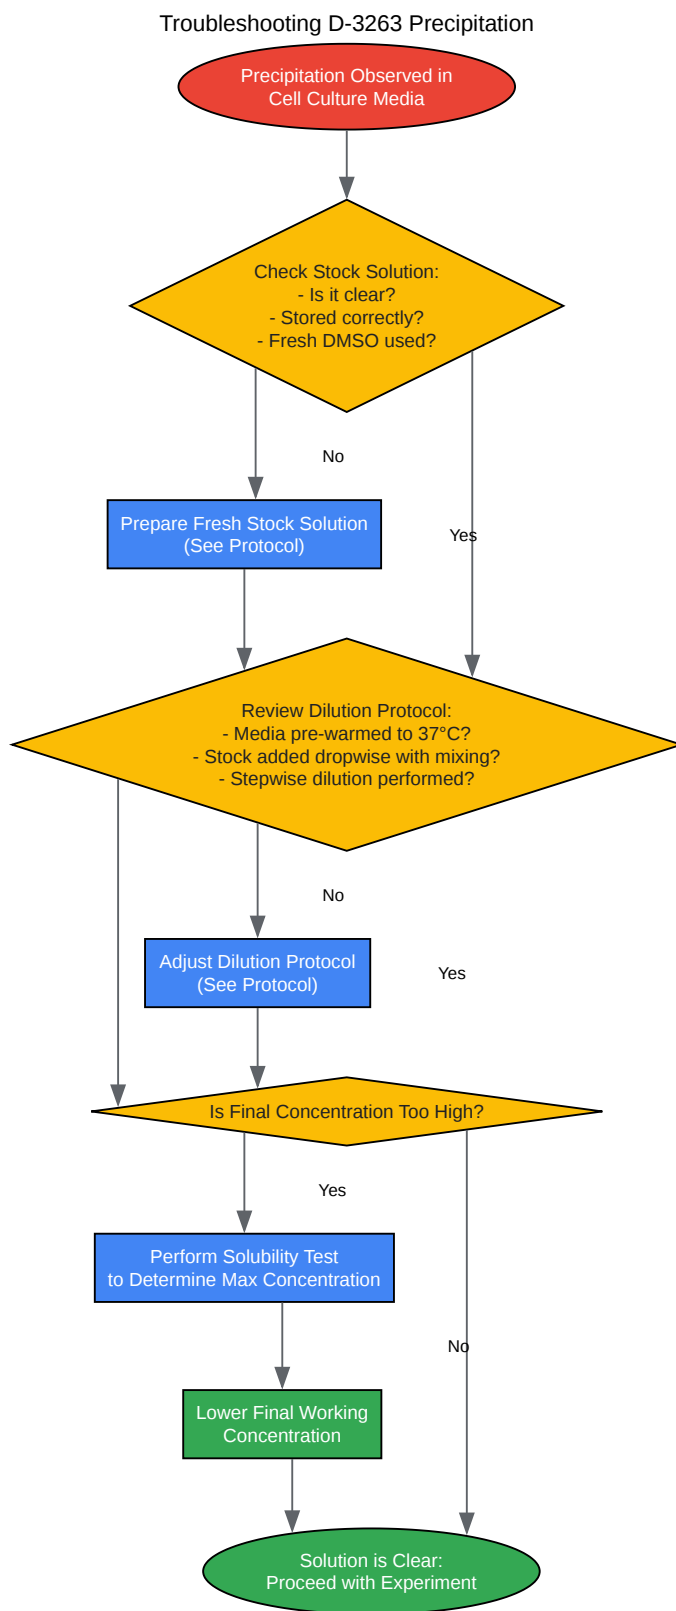 Troubleshooting D-3263 Precipitation
Precipitation Observed in
Cell Culture Media
Check Stock Solution:
- Is it clear?
- Stored correctly?
- Fresh DMSO used?
No
Prepare Fresh Stock Solution
(See Protocol)
Yes
Review Dilution Protocol:
- Media pre-warmed to 37°C?
- Stock added dropwise with mixing?
- Stepwise dilution performed?
No
Adjust Dilution Protocol
(See Protocol)
Yes
Is Final Concentration Too High?
Yes
Perform Solubility Test
to Determine Max Concentration
No
Lower Final Working
Concentration
Solution is Clear:
Proceed with Experiment